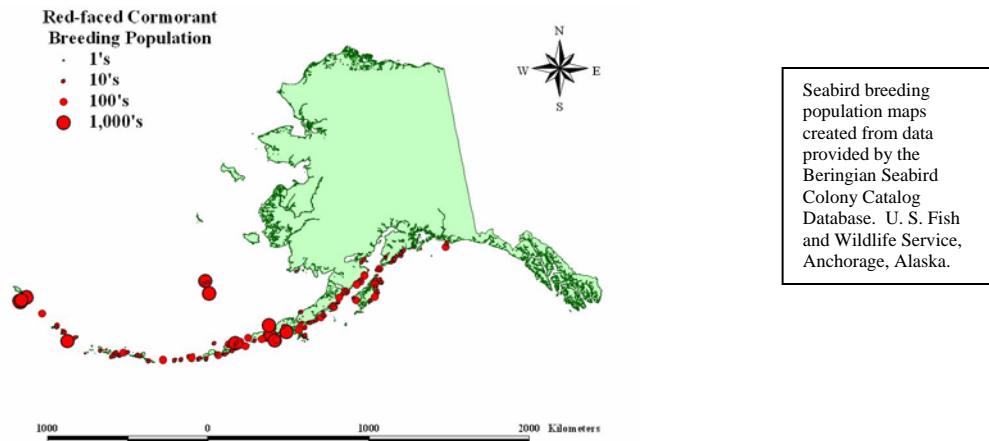 Red-faced Cormorant
Breeding Population
1's
10's
100's
1,000's
N
W E
S
Seabird breeding
population maps
created from data
provided by the
Beringian Seabird
Colony Catalog
Database. U. S. Fish
and Wildlife Service,
Anchorage, Alaska.
1000 0 1000 2000 Kilometers